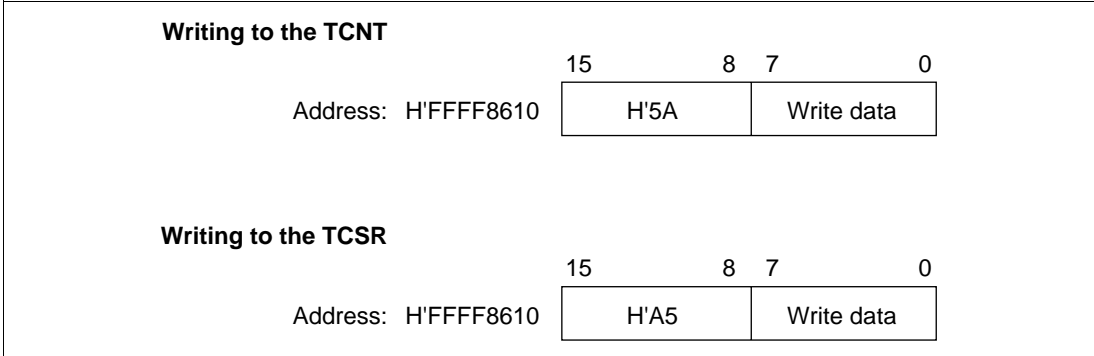 Writing to the TCNT
15 8 7 0
Address: H'FFFF8610 H'5A Write data
Writing to the TCSR
15 8 7 0
Address: H'FFFF8610 H'A5 Write data